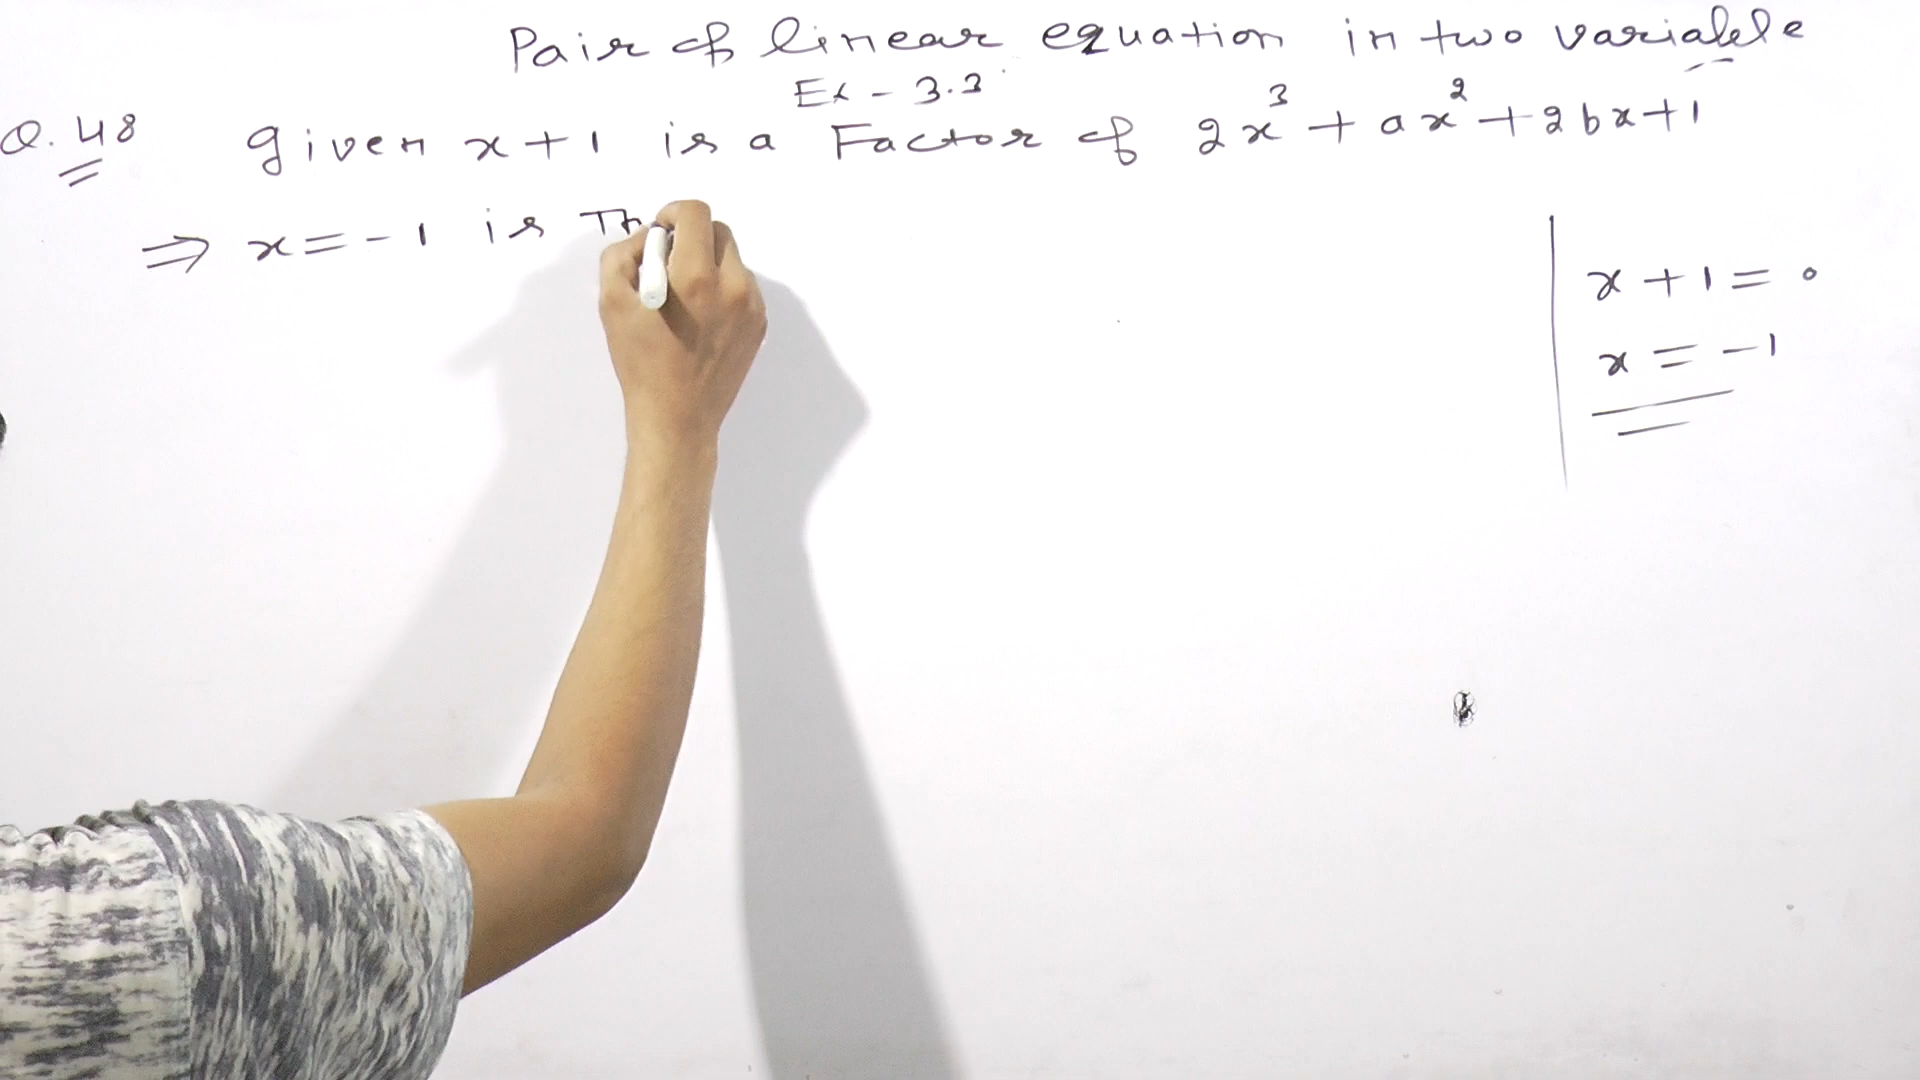 Pair of linear equation in two variable
Ex - 3.3
Q. 48 given x + 1 is a Factor of 2x³ + ax² + 2bx + 1
⇒ x = - 1 is Th
x + 1 = 0
x = - 1